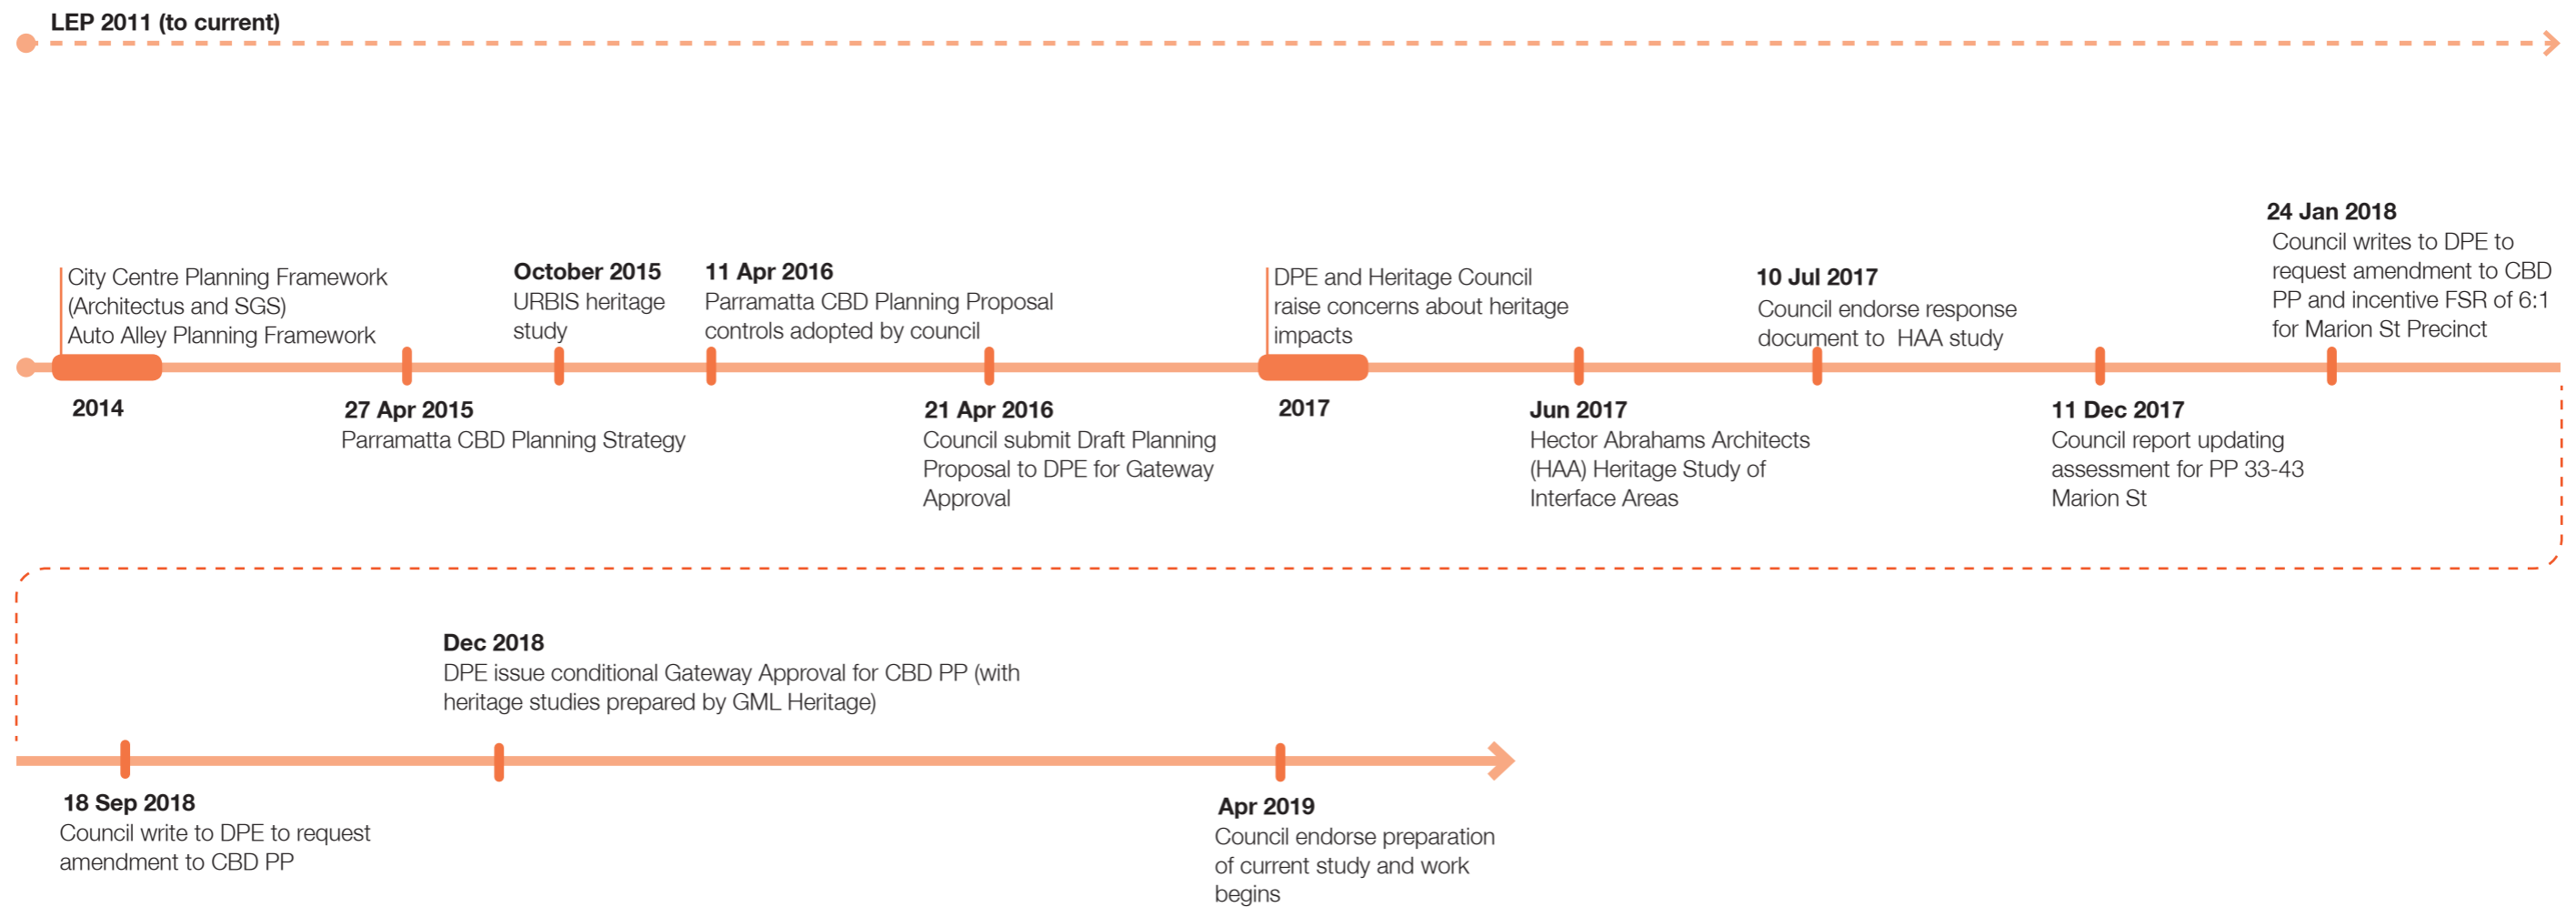 LEP 2011 (to current)
City Centre Planning Framework
(Architectus and SGS)
Auto Alley Planning Framework
2014
27 Apr 2015
Parramatta CBD Planning Strategy
October 2015
URBIS heritage
study
11 Apr 2016
Parramatta CBD Planning Proposal
controls adopted by council
21 Apr 2016
Council submit Draft Planning
Proposal to DPE for Gateway
Approval
DPE and Heritage Council
raise concerns about heritage
impacts
2017
Jun 2017
Hector Abrahams Architects
(HAA) Heritage Study of
Interface Areas
10 Jul 2017
Council endorse response
document to HAA study
11 Dec 2017
Council report updating
assessment for PP 33-43
Marion St
24 Jan 2018
Council writes to DPE to
request amendment to CBD
PP and incentive FSR of 6:1
for Marion St Precinct
18 Sep 2018
Council write to DPE to request
amendment to CBD PP
Dec 2018
DPE issue conditional Gateway Approval for CBD PP (with
heritage studies prepared by GML Heritage)
Apr 2019
Council endorse preparation
of current study and work
begins